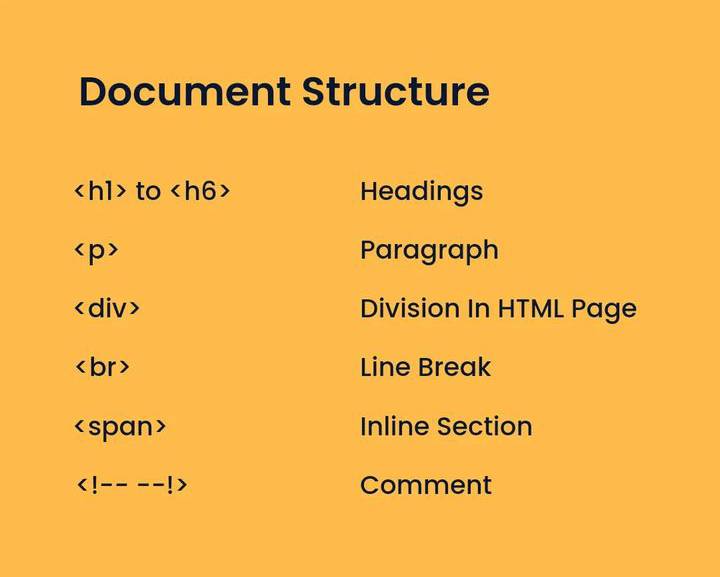 Document Structure
<h1> to <h6> Headings
<p> Paragraph
<div> Division In HTML Page
<br> Line Break
<span> Inline Section
<!-- --!> Comment